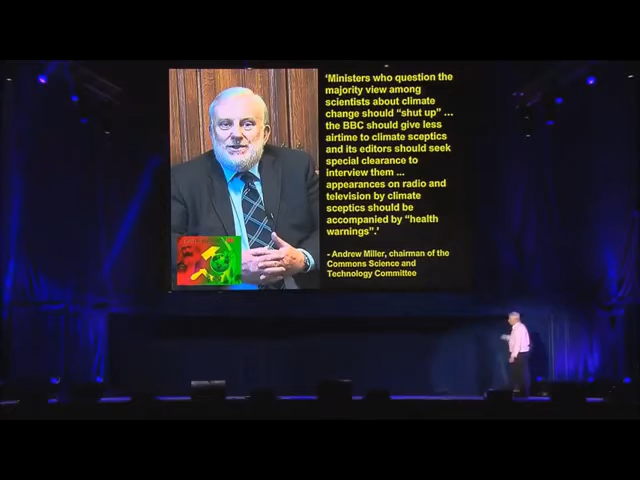 ‘Ministers who question the
majority view among
scientists about climate
change should “shut up” ...
the BBC should give less
airtime to climate sceptics
and its editors should seek
special clearance to
interview them ...
appearances on radio and
television by climate
sceptics should be
accompanied by “health
warnings”.’
- Andrew Miller, chairman of the
Commons Science and
Technology Committee